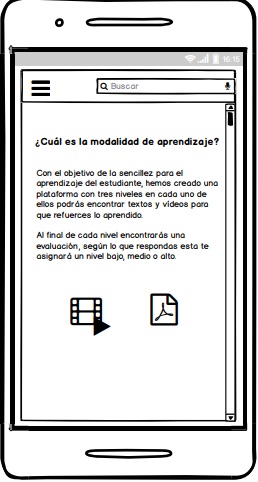 16:15
Buscar
¿Cuál es la modalidad de aprendizaje?
Con el objetivo de la sencillez para el
aprendizaje del estudiante, hemos creado una
plataforma con tres niveles en cada uno de
ellos podrás encontrar textos y vídeos para
que refuerces lo aprendido.
Al final de cada nivel encontrarás una
evaluación, según lo que respondas esta te
asignará un nivel bajo, medio o alto.